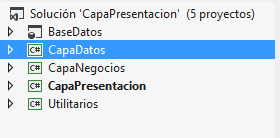 Solución 'CapaPresentacion' (5 proyectos)
BaseDatos
C# CapaDatos
C# CapaNegocios
C# CapaPresentacion
C# Utilitarios